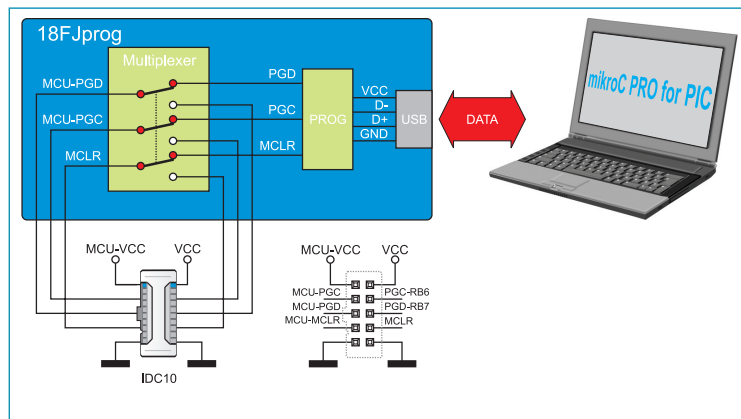 18FJprog
Multiplexer
MCU-PGD
MCU-PGC
MCLR
PGD
PGC
MCLR
PROG
VCC
D-
D+
GND
USB
DATA
mikroC PRO for PIC
MCU-VCC
VCC
IDC10
MCU-VCC
VCC
MCU-PGC
PGC-RB6
MCU-PGD
PGD-RB7
MCU-MCLR
MCLR